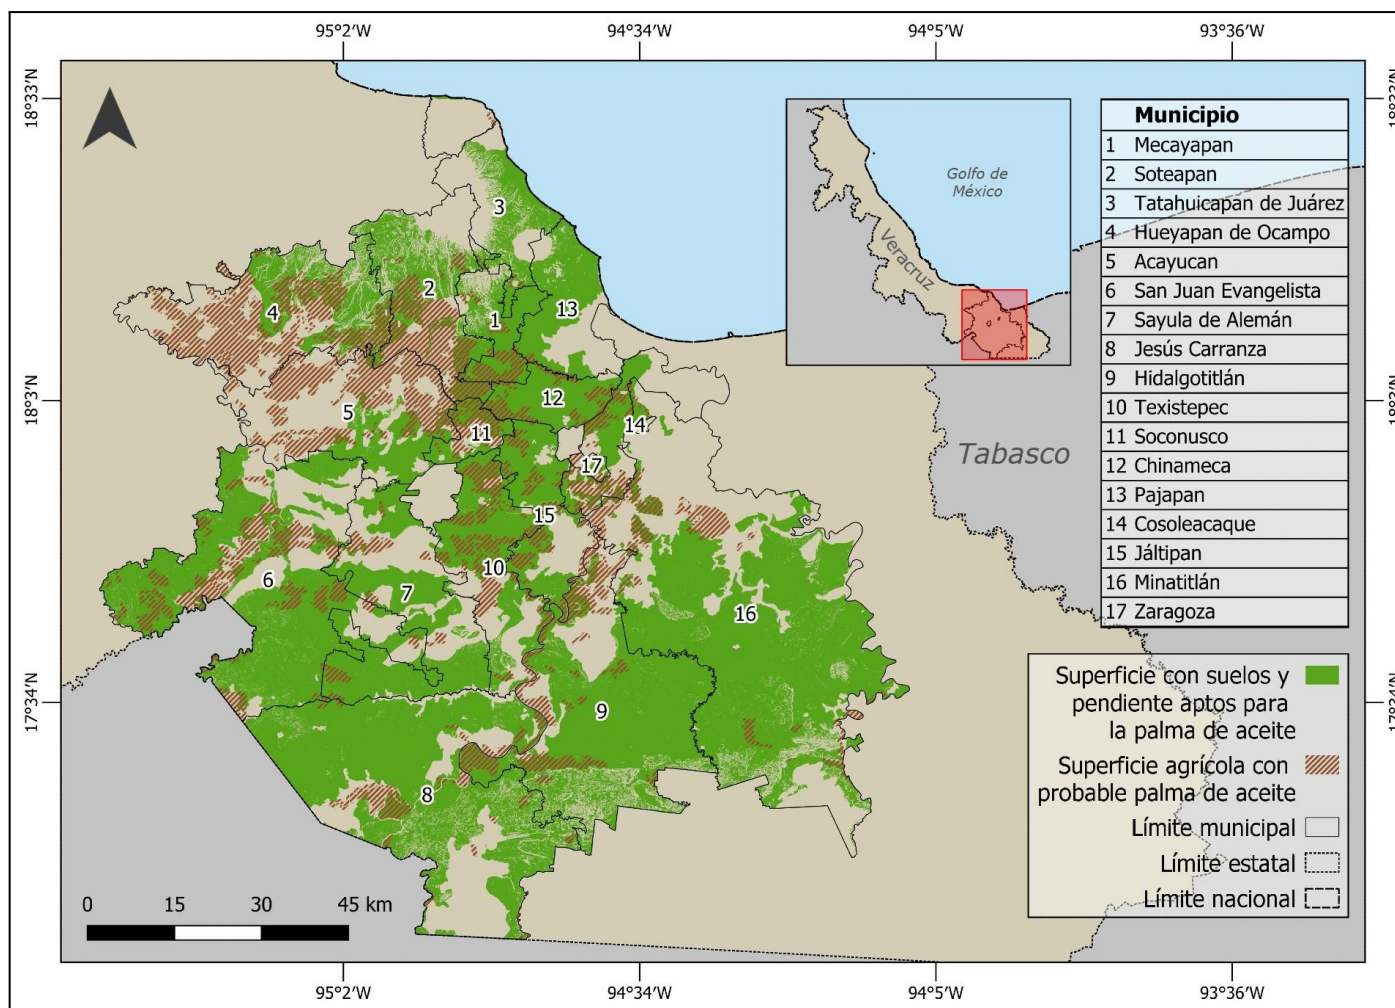 95°2'W 94°34'W 94°5'W 93°36'W
18°33'N
18°33'N
18°3'N
18°3'N
17°34'N
17°34'N
Golfo de
México
Veracruz
Municipio
1 Mecayapan
2 Soteapan
3 Tatahuicapan de Juárez
4 Hueyapan de Ocampo
5 Acayucan
6 San Juan Evangelista
7 Sayula de Alemán
8 Jesús Carranza
9 Hidalgotitlán
10 Texistepec
11 Soconusco
12 Chinameca
13 Pajapan
14 Cosoleacaque
15 Jáltipan
16 Minatitlán
17 Zaragoza
3
2
4
13
1
12
5
14
11
17
15
10
6
7
16
9
8
Tabasco
Superficie con suelos y
pendiente aptos para
la palma de aceite
Superficie agrícola con
probable palma de aceite
Límite municipal
Límite estatal
Límite nacional
0 15 30 45 km
95°2'W 94°34'W 94°5'W 93°36'W